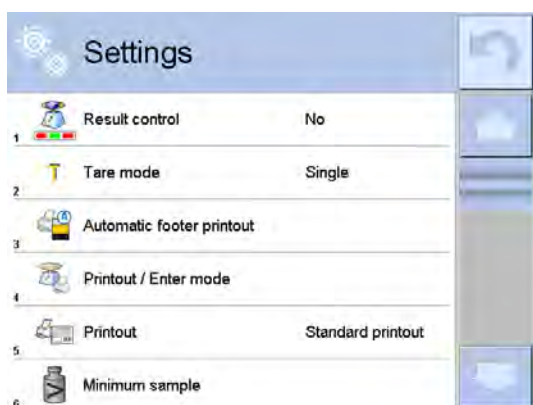 Settings
1 Result control No
2 T Tare mode Single
3 A Automatic footer printout
4 Printout / Enter mode
5 Printout Standard printout
6 Minimum sample